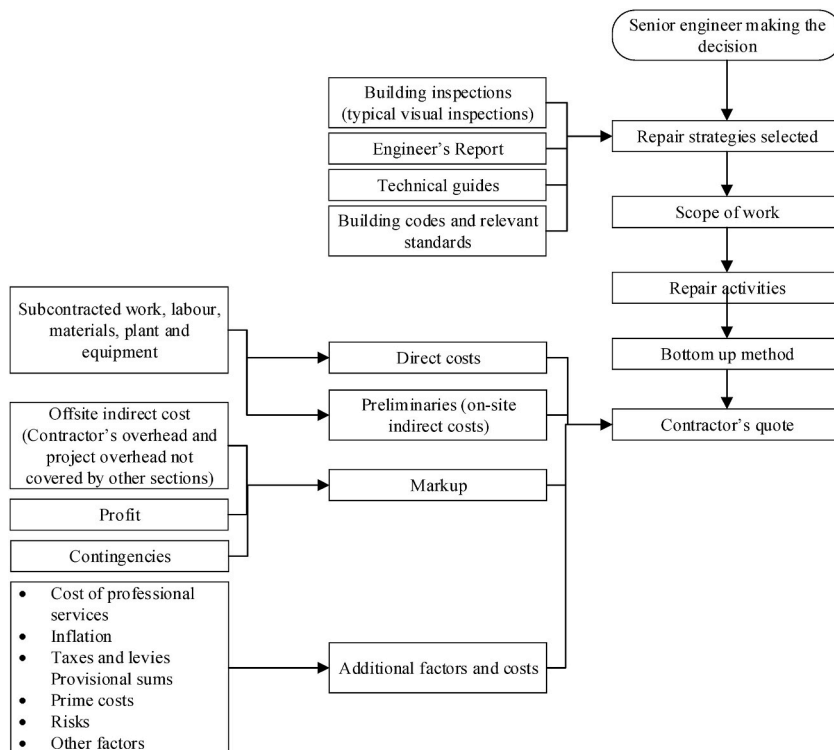 Senior engineer making the
decision
Building inspections
(typical visual inspections)
Engineer's Report
Technical guides
Building codes and relevant
standards
Repair strategies selected
Scope of work
Repair activities
Bottom up method
Contractor's quote
Subcontracted work, labour,
materials, plant and
equipment
Direct costs
Preliminaries (on-site
indirect costs)
Offsite indirect cost
(Contractor's overhead and
project overhead not
covered by other sections)
Profit
Contingencies
Markup
• Cost of professional
services
• Inflation
• Taxes and levies
Provisional sums
• Prime costs
• Risks
• Other factors
Additional factors and costs